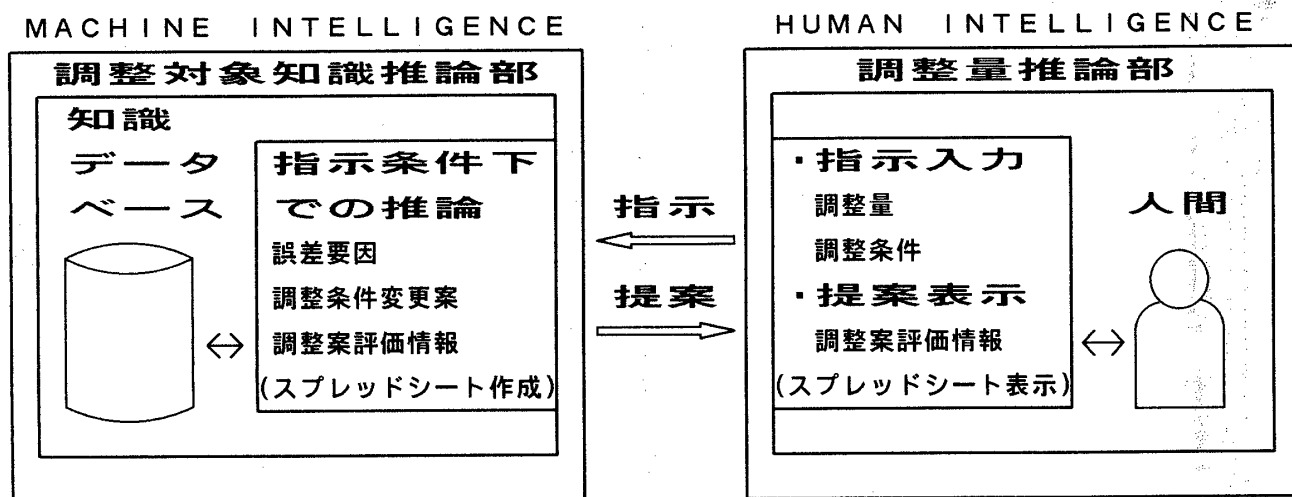 MACHINE INTELLIGENCE
調整対象知識推論部
知識
データ
ベース
指示条件下
での推論
誤差要因
調整条件変更案
調整案評価情報
(スプレッドシート作成)
指示
提案
HUMAN INTELLIGENCE
調整量推論部
・指示入力
調整量
調整条件
・提案表示
調整案評価情報
(スプレッドシート表示)
人間